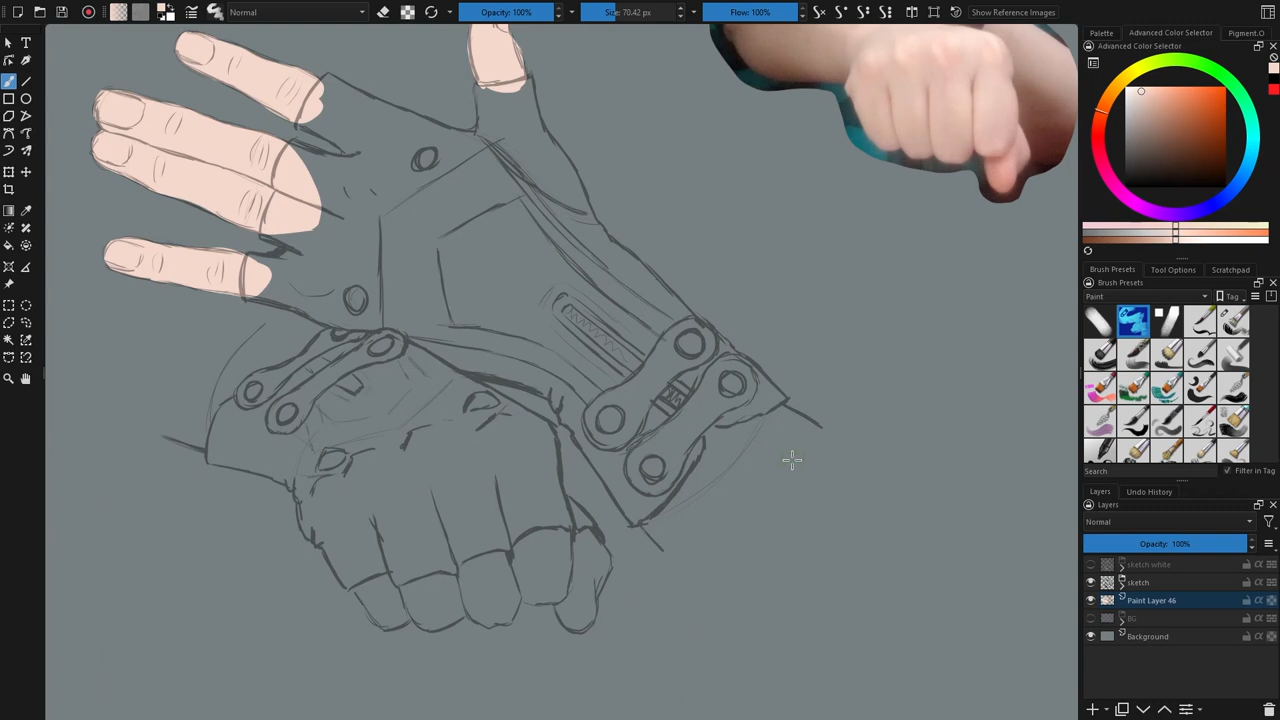 Normal
Opacity: 100%
Size: 70.42 px
Flow: 100%
Show Reference Images
Palette
Advanced Color Selector
Pigment.O
Advanced Color Selector
Brush Presets
Tool Options
Scratchpad
Brush Presets
Paint
Tag
Search
Filter in Tag
Layers
Undo History
Layers
Normal
Opacity: 100%
sketch white
sketch
Paint Layer 46
BG
Background